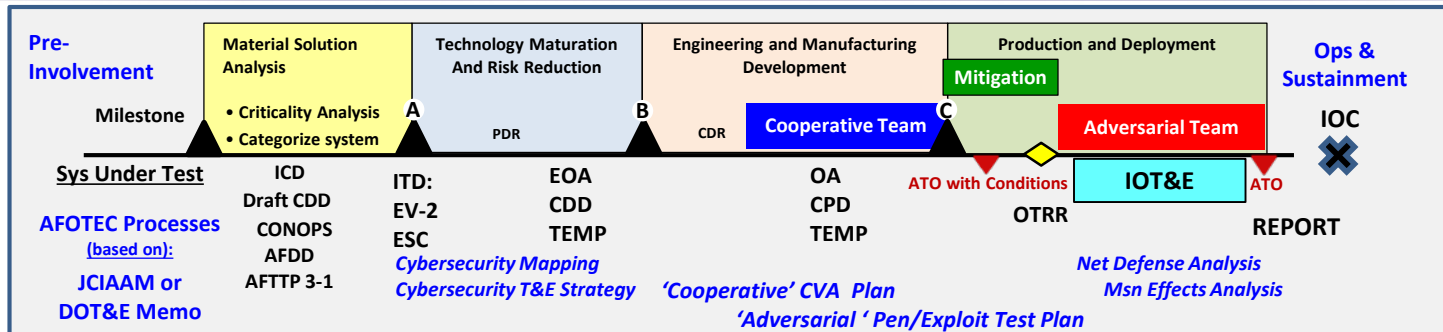 Pre-
Involvement
Material Solution
Analysis
• Criticality Analysis
• Categorize system
Technology Maturation
And Risk Reduction
Engineering and Manufacturing
Development
Production and Deployment
Mitigation
Ops &
Sustainment
Milestone
A
PDR
B
CDR
Cooperative Team
C
Adversarial Team
IOC
Sys Under Test
AFOTEC Processes
(based on):
JCIAAM or
DOT&E Memo
ICD
Draft CDD
CONOPS
AFDD
AFTTP 3-1
ITD:
EV-2
ESC
EOA
CDD
TEMP
Cybersecurity Mapping
Cybersecurity T&E Strategy
OA
CPD
TEMP
'Cooperative' CVA Plan
'Adversarial ' Pen/Exploit Test Plan
ATO with Conditions
OTRR
IOT&E
ATO
REPORT
Net Defense Analysis
Msn Effects Analysis